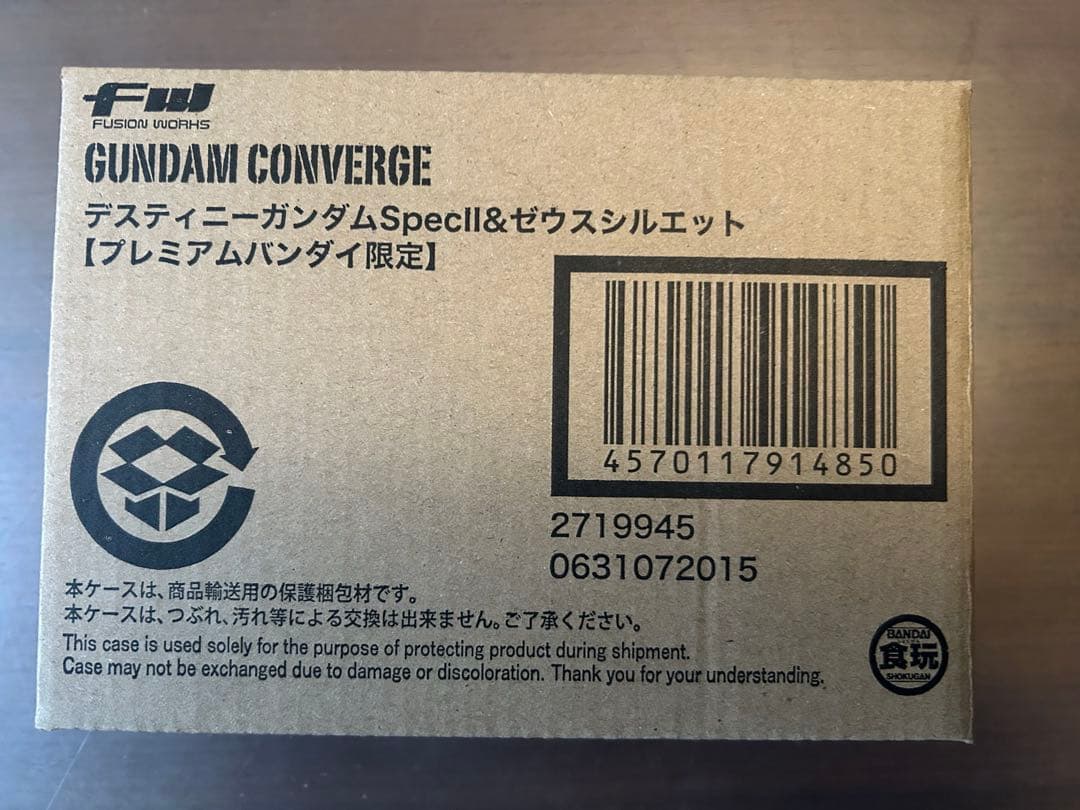 FW
FUSION WORKS
GUNDAM CONVERGE
デスティニーガンダムSpecII&ゼウスシルエット
【プレミアムバンダイ限定】
4570117914850
2719945
0631072015
本ケースは、商品輸送用の保護梱包材です。
本ケースは、つぶれ、汚れ等による交換は出来ません。ご了承ください。
This case is used solely for the purpose of protecting product during shipment.
Case may not be exchanged due to damage or discoloration. Thank you for your understanding.
BANDAI
食玩
SHOKUGAN